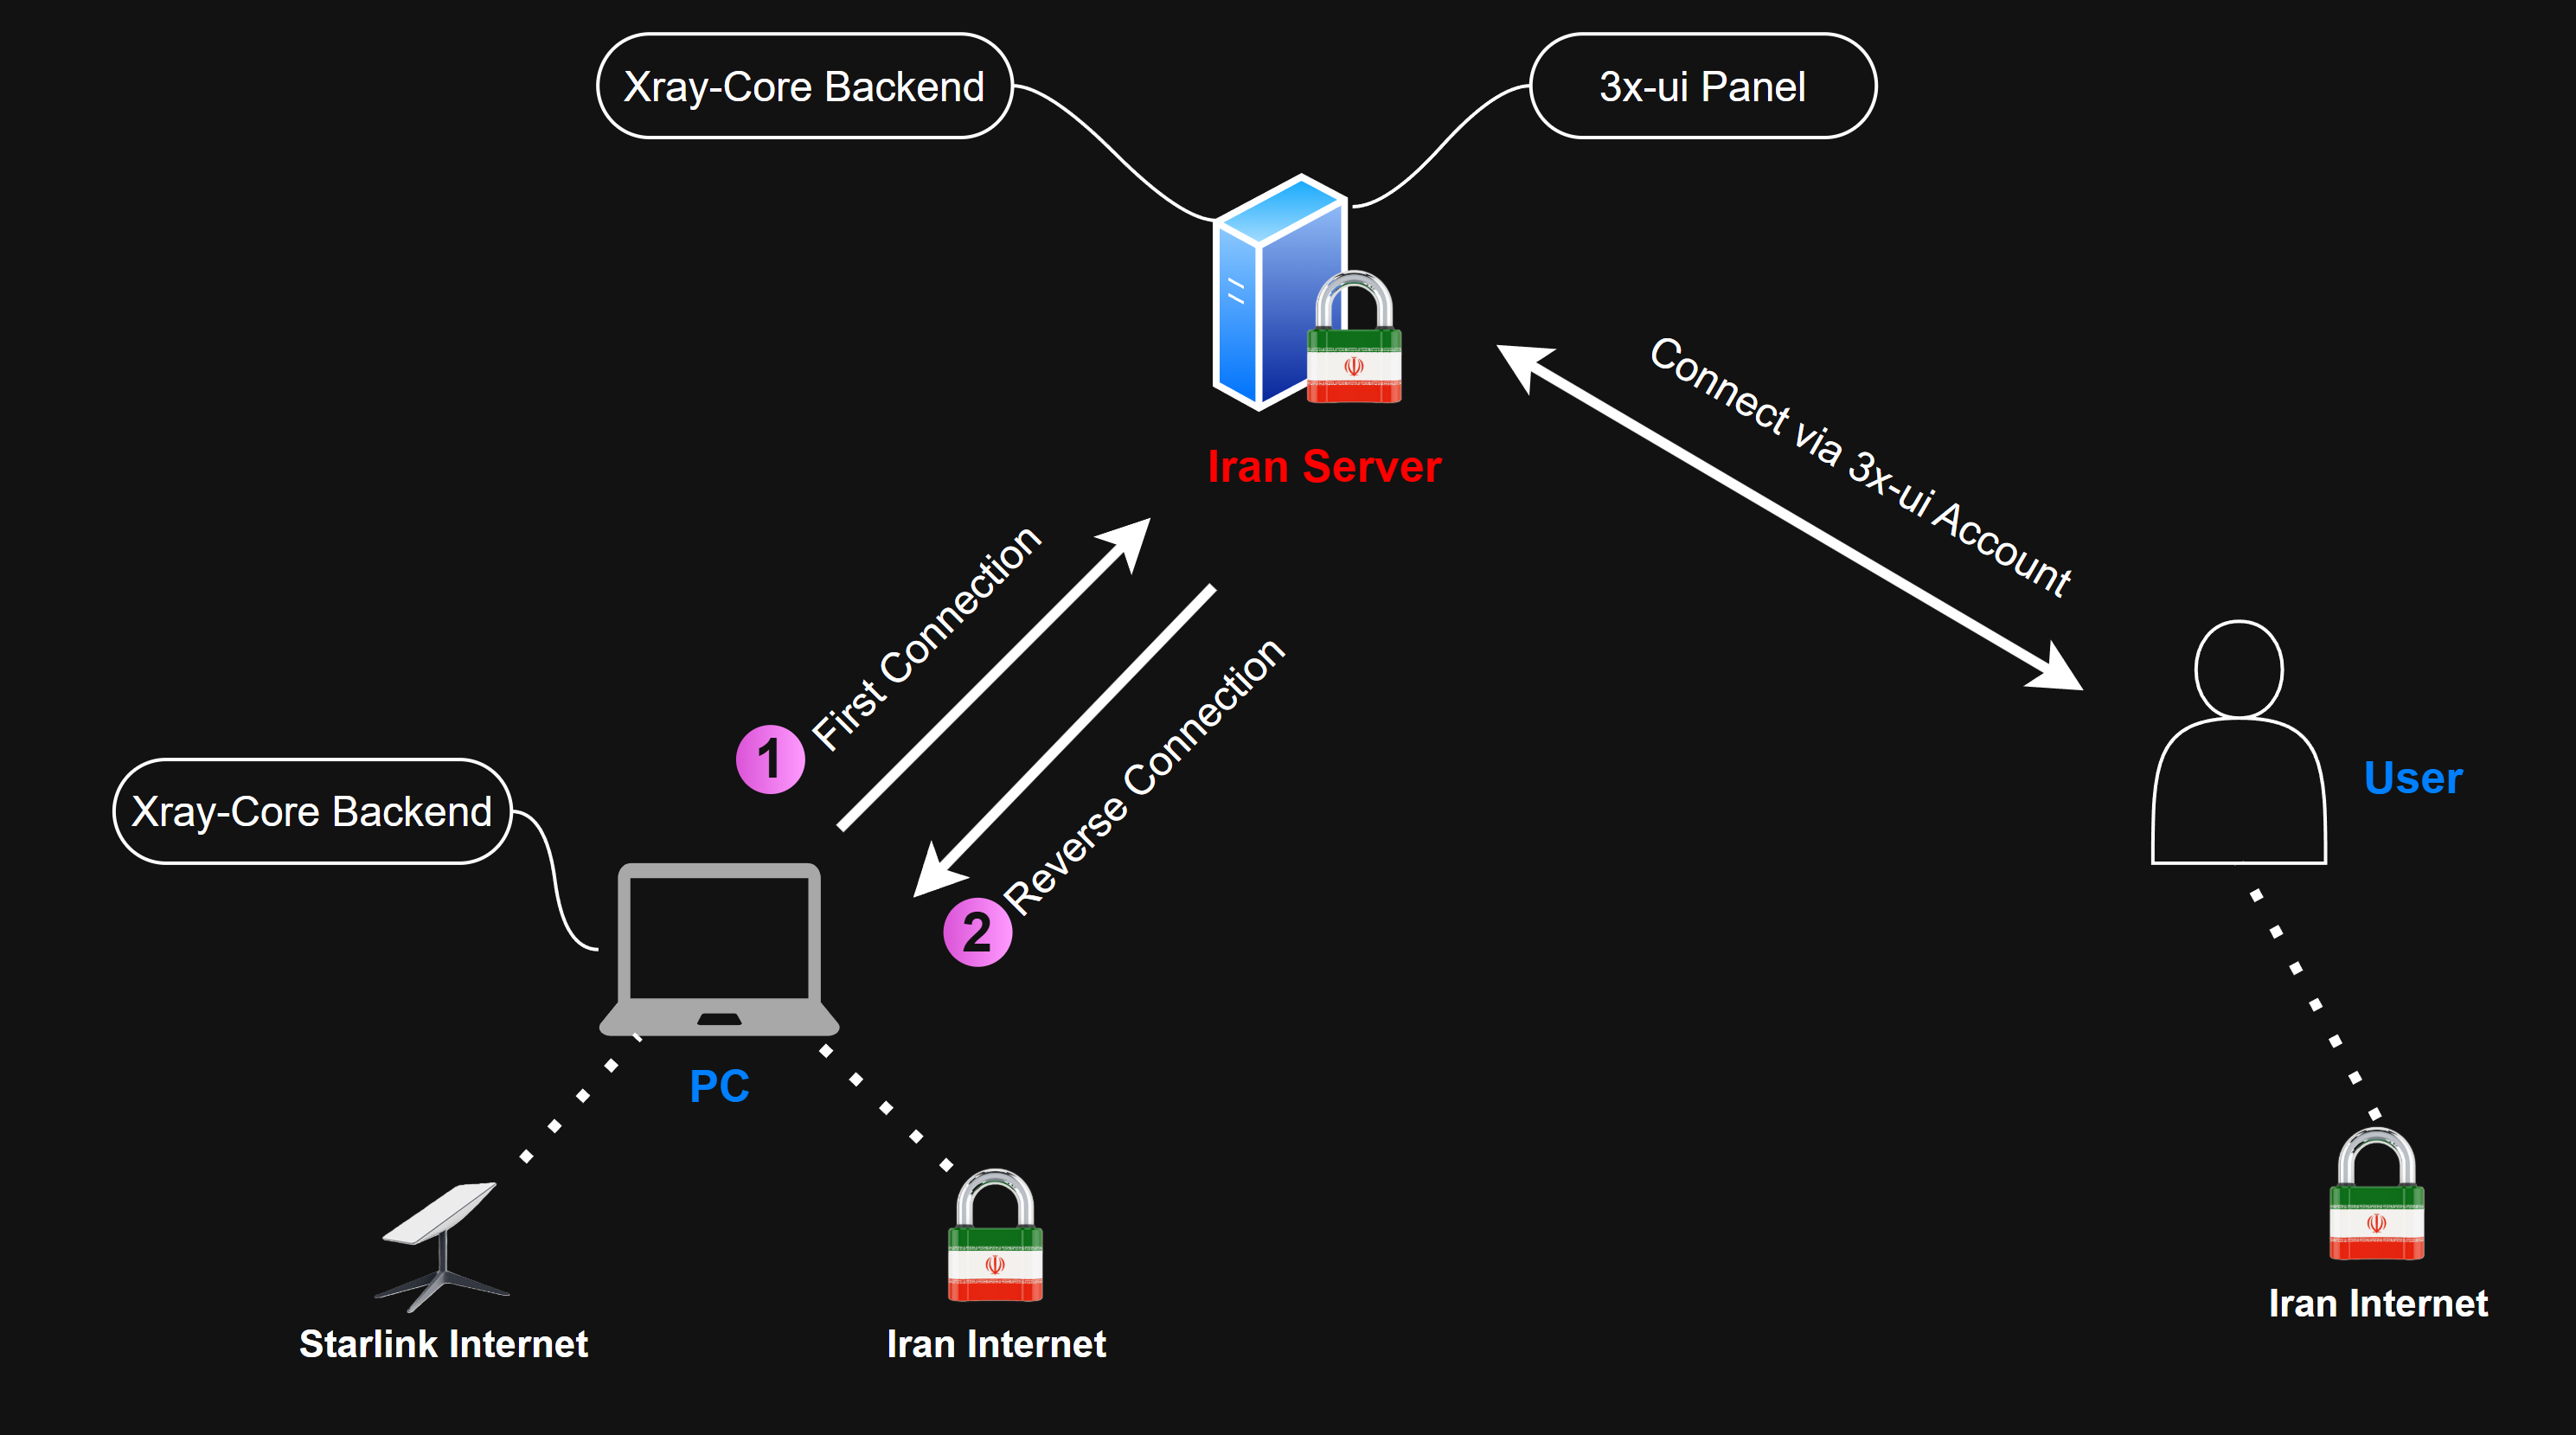 Xray-Core Backend
3x-ui Panel
Iran Server
Connect via 3x-ui Account
First Connection
1
Reverse Connection
2
User
Xray-Core Backend
PC
Starlink Internet
Iran Internet
Iran Internet